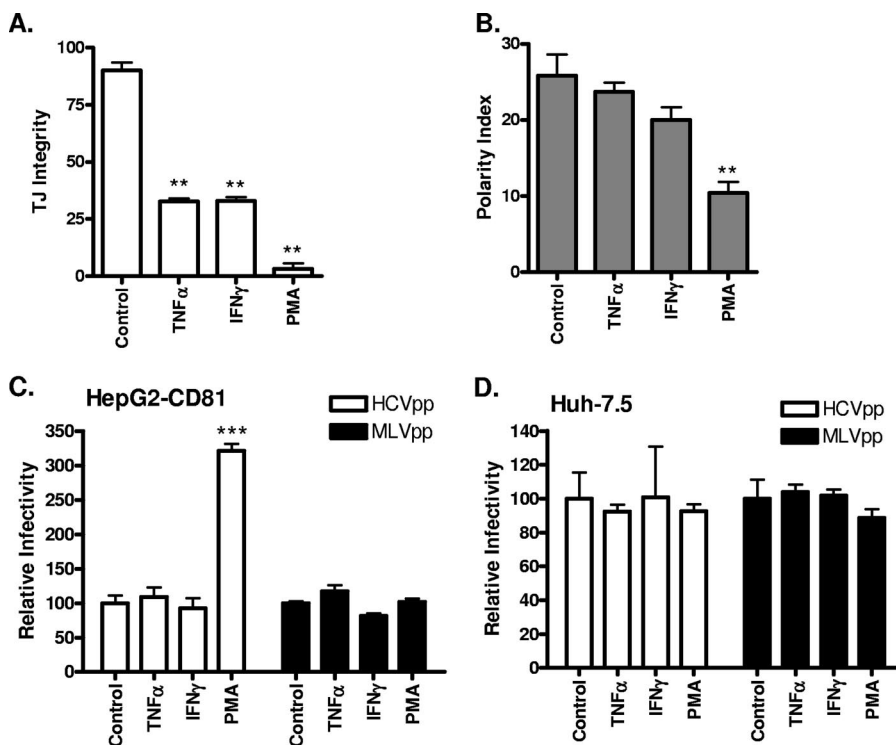 A.
TJ Integrity
100
75
50
25
0
**
**
**
Control
TNFα
IFNγ
PMA
B.
Polarity Index
30
20
10
0
**
Control
TNFα
IFNγ
PMA
C.
HepG2-CD81
HCVpp
MLVpp
Relative Infectivity
350
300
250
200
150
100
50
0
***
Control
TNFα
IFNγ
PMA
Control
TNFα
IFNγ
PMA
D.
Huh-7.5
HCVpp
MLVpp
Relative Infectivity
140
120
100
80
60
40
20
0
Control
TNFα
IFNγ
PMA
Control
TNFα
IFNγ
PMA